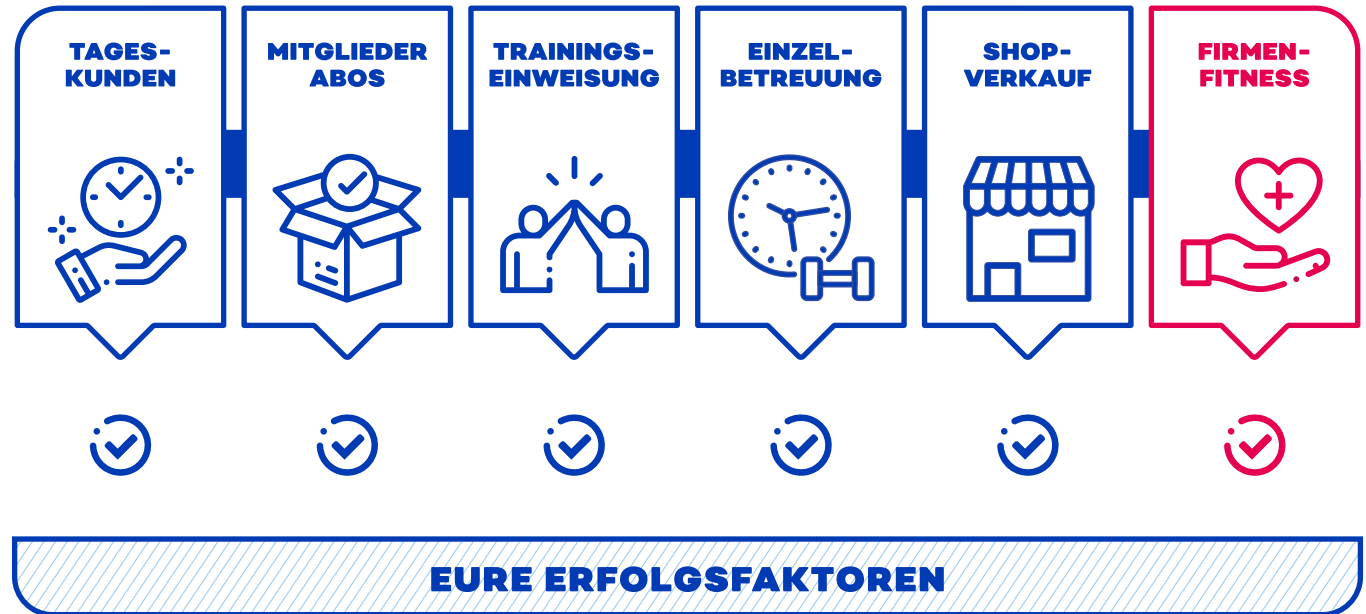 TAGES-
KUNDEN
MITGLIEDER
ABOS
TRAININGS-
EINWEISUNG
EINZEL-
BETREUUNG
SHOP-
VERKAUF
FIRMEN-
FITNESS
EURE ERFOLGSFAKTOREN